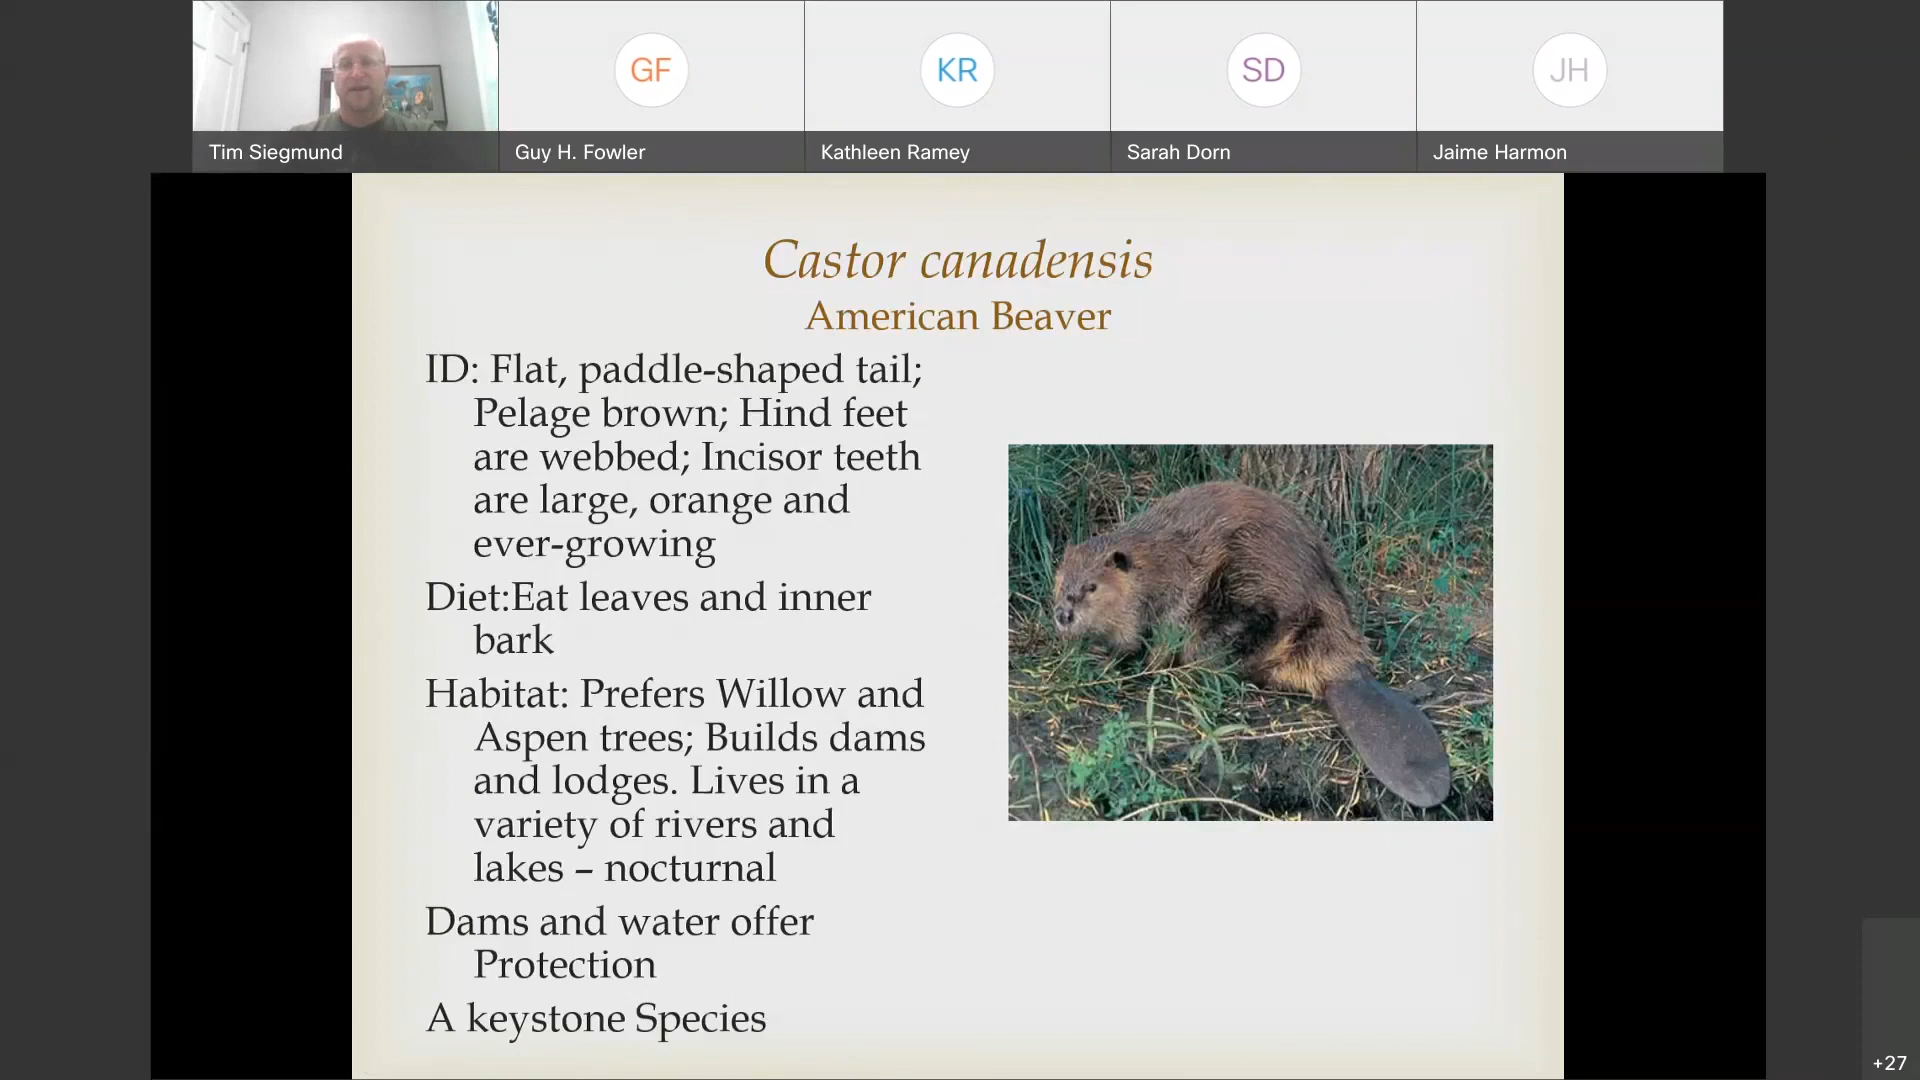 GF
KR
SD
JH
Tim Siegmund
Guy H. Fowler
Kathleen Ramey
Sarah Dorn
Jaime Harmon
Castor canadensis
American Beaver
ID: Flat, paddle-shaped tail;
Pelage brown; Hind feet
are webbed; Incisor teeth
are large, orange and
ever-growing
Diet:Eat leaves and inner
bark
Habitat: Prefers Willow and
Aspen trees; Builds dams
and lodges. Lives in a
variety of rivers and
lakes – nocturnal
Dams and water offer
Protection
A keystone Species
+27